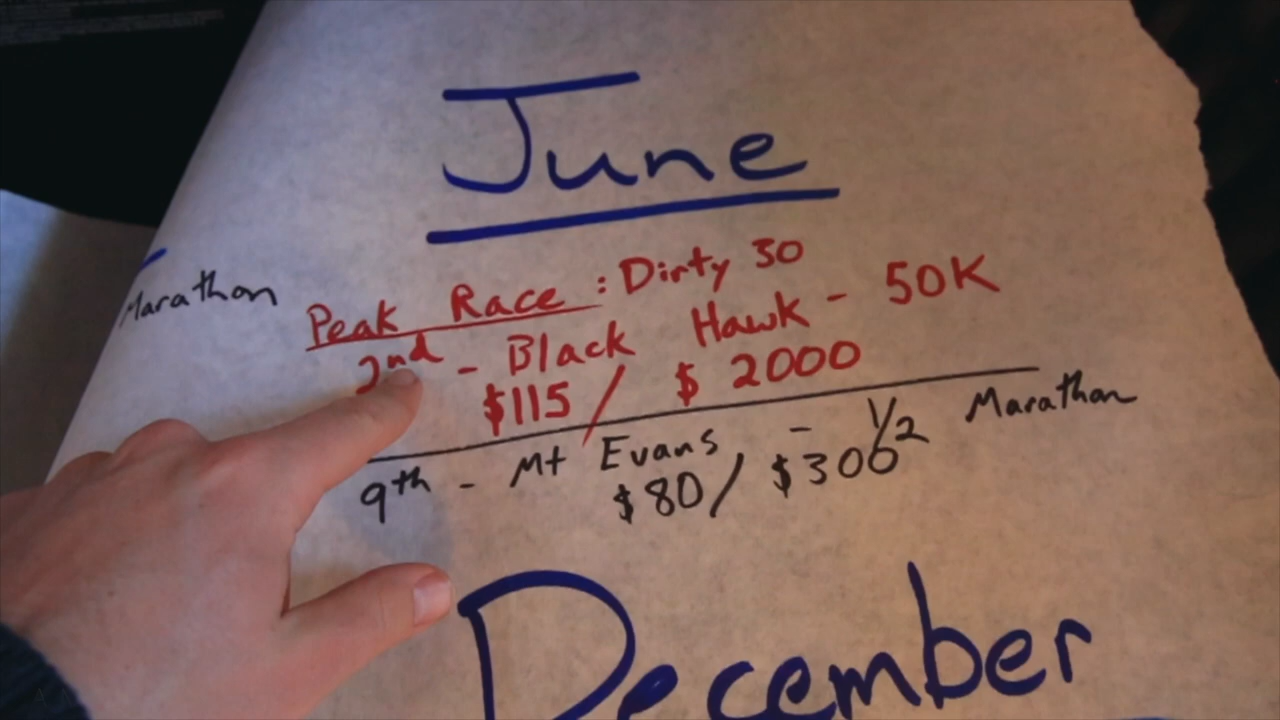 June
Marathon
Peak Race : Dirty 30
2nd - Black Hawk - 50K
$115 / $2000
9th - Mt Evans - 1/2 Marathon
$80 / $300
December